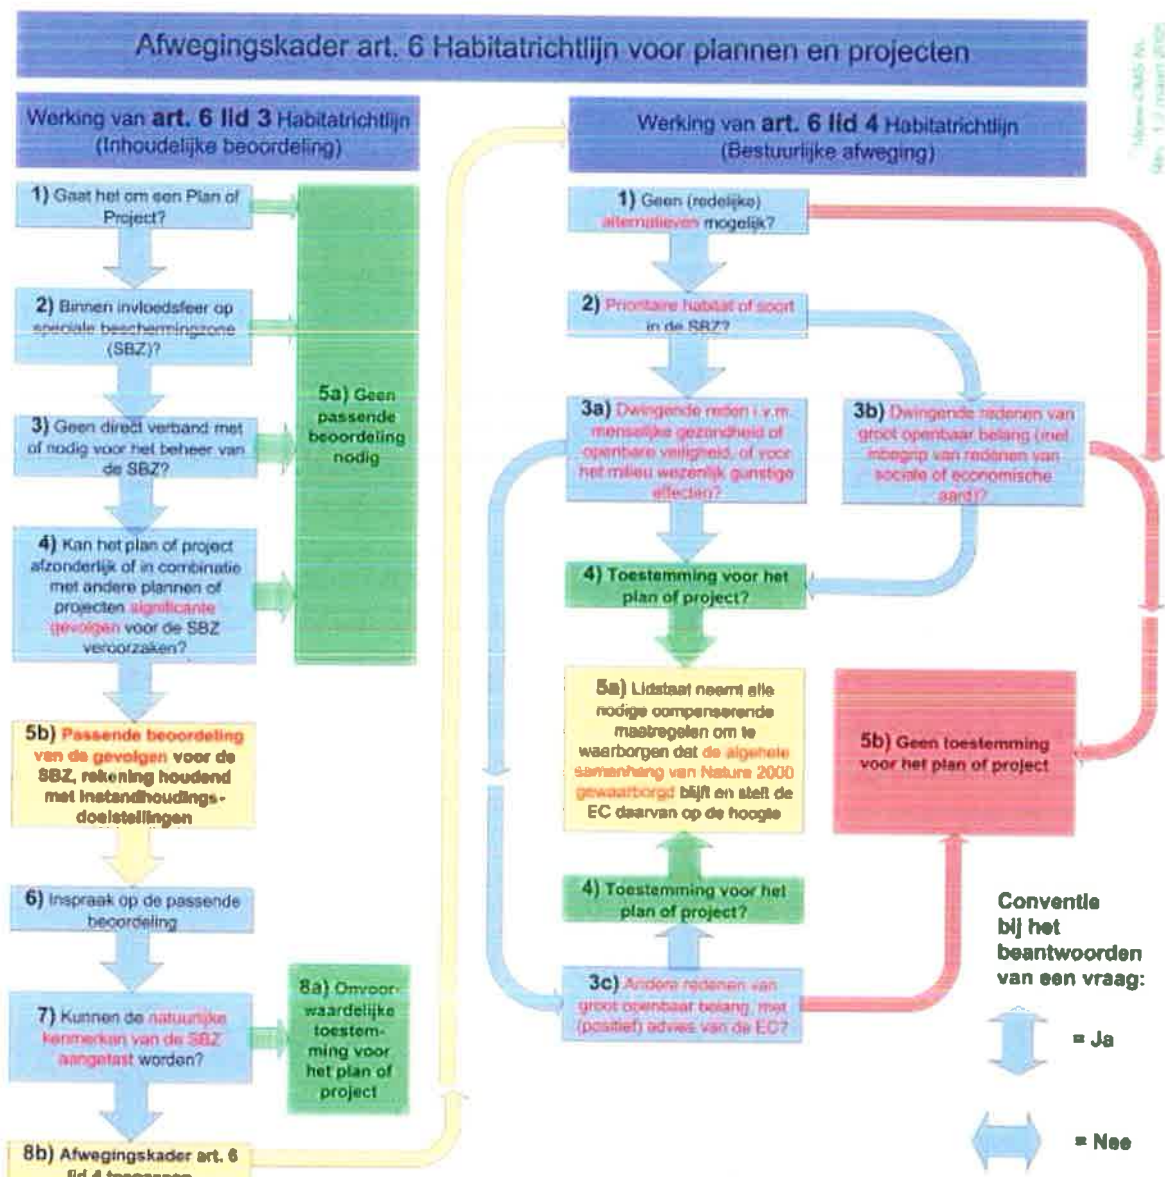 Afwegingskader art. 6 Habitatrichtlijn voor plannen en projecten
Werking van art. 6 lid 3 Habitatrichtlijn
(Inhoudelijke beoordeling)
1) Gaat het om een Plan of
Project?
2) Binnen invloedsfeer op
speciale beschermingzone
(SBZ)?
3) Geen direct verband met
of nodig voor het beheer van
de SBZ?
4) Kan het plan of project
afzonderlijk of in combinatie
met andere plannen of
projecten significante
gevolgen voor de SBZ
veroorzaken?
5a) Geen
passende
beoordeling
nodig
5b) Passende beoordeling
van de gevolgen voor de
SBZ, rekening houdend
met instandhoudings-
doelstellingen
6) Inspraak op de passende
beoordeling
7) Kunnen de natuurlijke
kenmerken van de SBZ
aangetast worden?
8a) Onvoor-
waardelijke
toestem-
ming voor
het plan of
project
8b) Afwegingskader art. 6
lid 4 toepassen
Werking van art. 6 lid 4 Habitatrichtlijn
(Bestuurlijke afweging)
1) Geen (redelijke)
alternatieven mogelijk?
2) Prioritaire habitat of soort
in de SBZ?
3a) Dwingende reden i.v.m.
menselijke gezondheid of
openbare veiligheid, of voor
het milieu wezenlijk gunstige
effecten?
3b) Dwingende redenen van
groot openbaar belang (met
inbegrip van redenen van
sociale of economische
aard)?
4) Toestemming voor het
plan of project?
5a) Lidstaat neemt alle
nodige compenserende
maatregelen om te
waarborgen dat de algehele
samenhang van Natura 2000
gewaarborgd blijft en stelt de
EC daarvan op de hoogte
5b) Geen toestemming
voor het plan of project
4) Toestemming voor het
plan of project?
3c) Andere redenen van
groot openbaar belang, met
(positief) advies van de EC?
Conventie
bij het
beantwoorden
van een vraag:
= Ja
= Nee